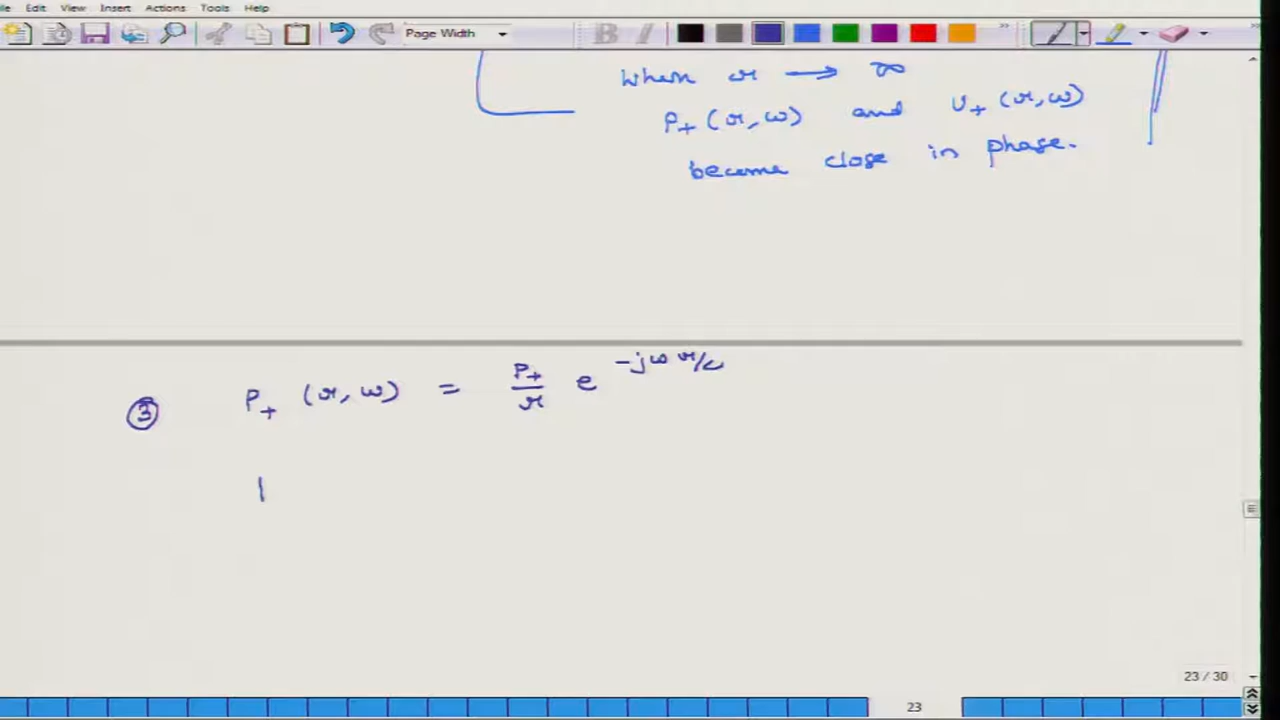 File Edit View Insert Actions Tools Help
Page Width
B I
when r → ∞
P₊ (r, ω) and U₊ (r, ω)
become close in phase.
③ P₊ (r, ω) = P₊/r e^(-jω r/c)
|
23 / 30
23